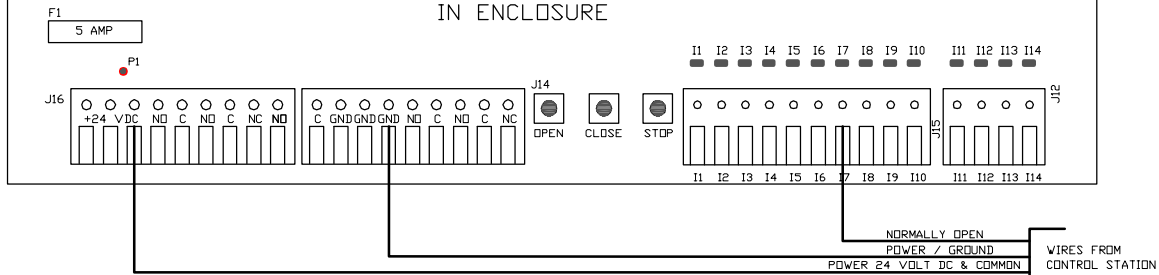 IN ENCLOSURE
F1
5 AMP
P1
I1 I2 I3 I4 I5 I6 I7 I8 I9 I10 I11 I12 I13 I14
J16
J14
J12
+24 VDC NO C NO C NC NO
C GND GND GND NO C NO C NC
OPEN CLOSE STOP
J15
I1 I2 I3 I4 I5 I6 I7 I8 I9 I10 I11 I12 I13 I14
NORMALLY OPEN
POWER / GROUND
WIRES FROM
POWER 24 VOLT DC & COMMON
CONTROL STATION